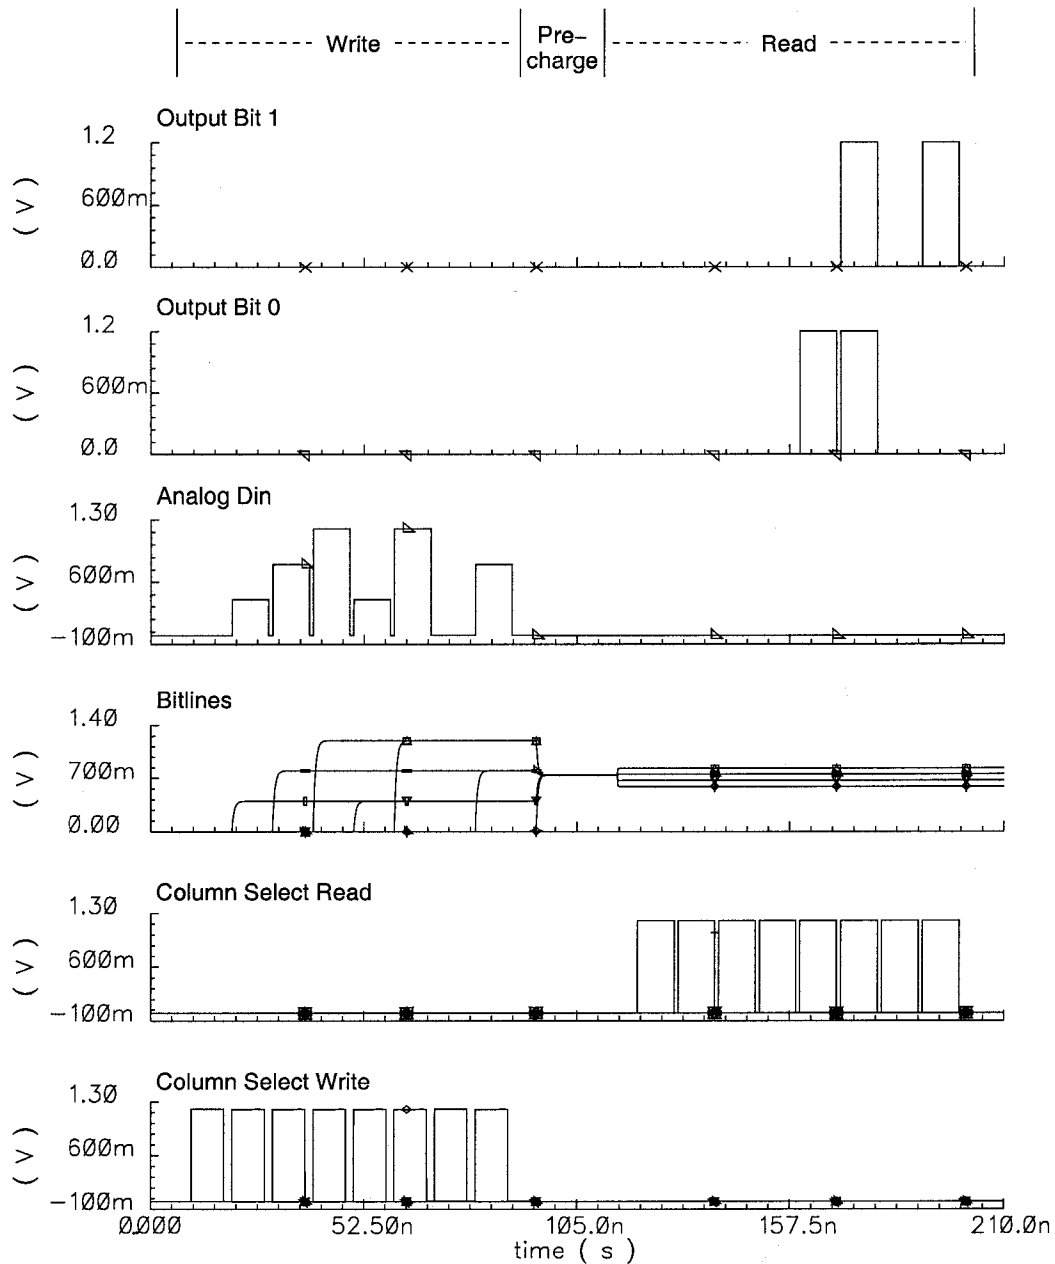 Write
Pre-
charge
Read
Output Bit 1
1.2
600m
0.0
( V )
Output Bit 0
1.2
600m
0.0
( V )
Analog Din
1.30
600m
-100m
( V )
Bitlines
1.40
700m
0.00
( V )
Column Select Read
1.30
600m
-100m
( V )
Column Select Write
1.30
600m
-100m
( V )
0.000 52.50n 105.0n 157.5n 210.0n
time ( s )